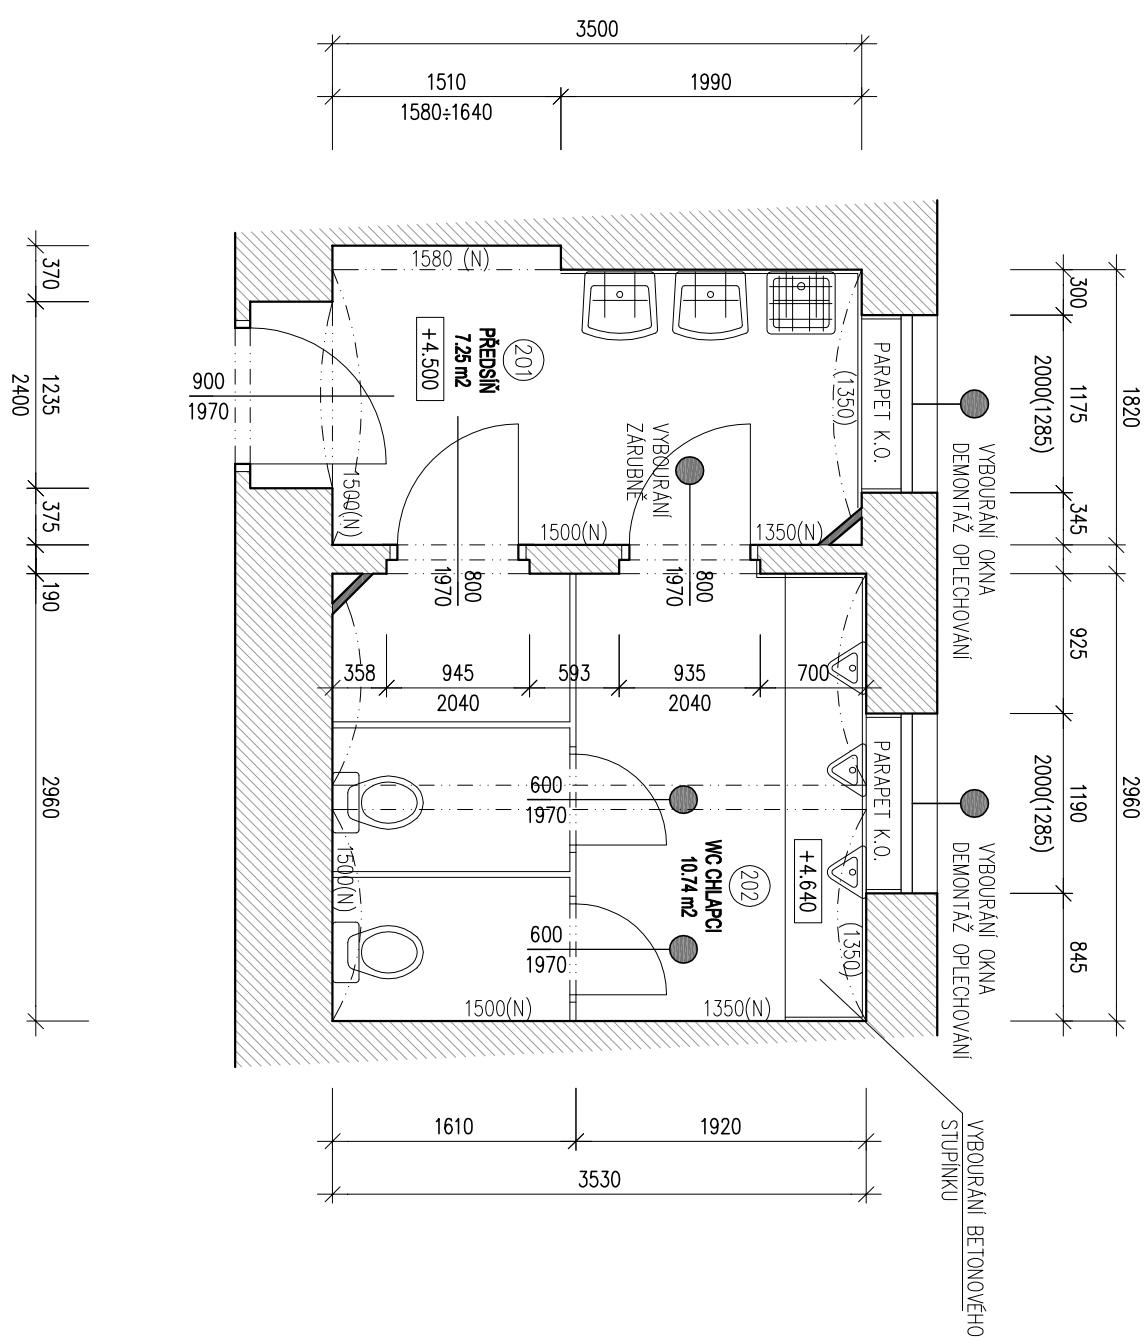 3500
1510
1990
1580÷1640
1820
300
1175
2000(1285)
345
2960
925
1190
2000(1285)
845
VYBOURÁNÍ OKNA
DEMONTÁŽ OPLECHOVÁNÍ
VYBOURÁNÍ OKNA
DEMONTÁŽ OPLECHOVÁNÍ
PARAPET K.O.
(1350)
PARAPET K.O.
(1350)
1580 (N)
201
PŘEDSÍŇ
7.25 m2
+4.500
VYBOURÁNÍ
ZÁRUBNĚ
1500(N)
1500(N)
1350(N)
900
1970
800
1970
800
1970
358
945
2040
593
935
2040
700
600
1970
600
1970
202
WC CHLAPCI
10.74 m2
+4.640
1500(N)
1500(N)
1350(N)
370
1235
2400
375
190
2960
1610
1920
3530
VYBOURÁNÍ BETONOVÉHO
STUPÍNKU